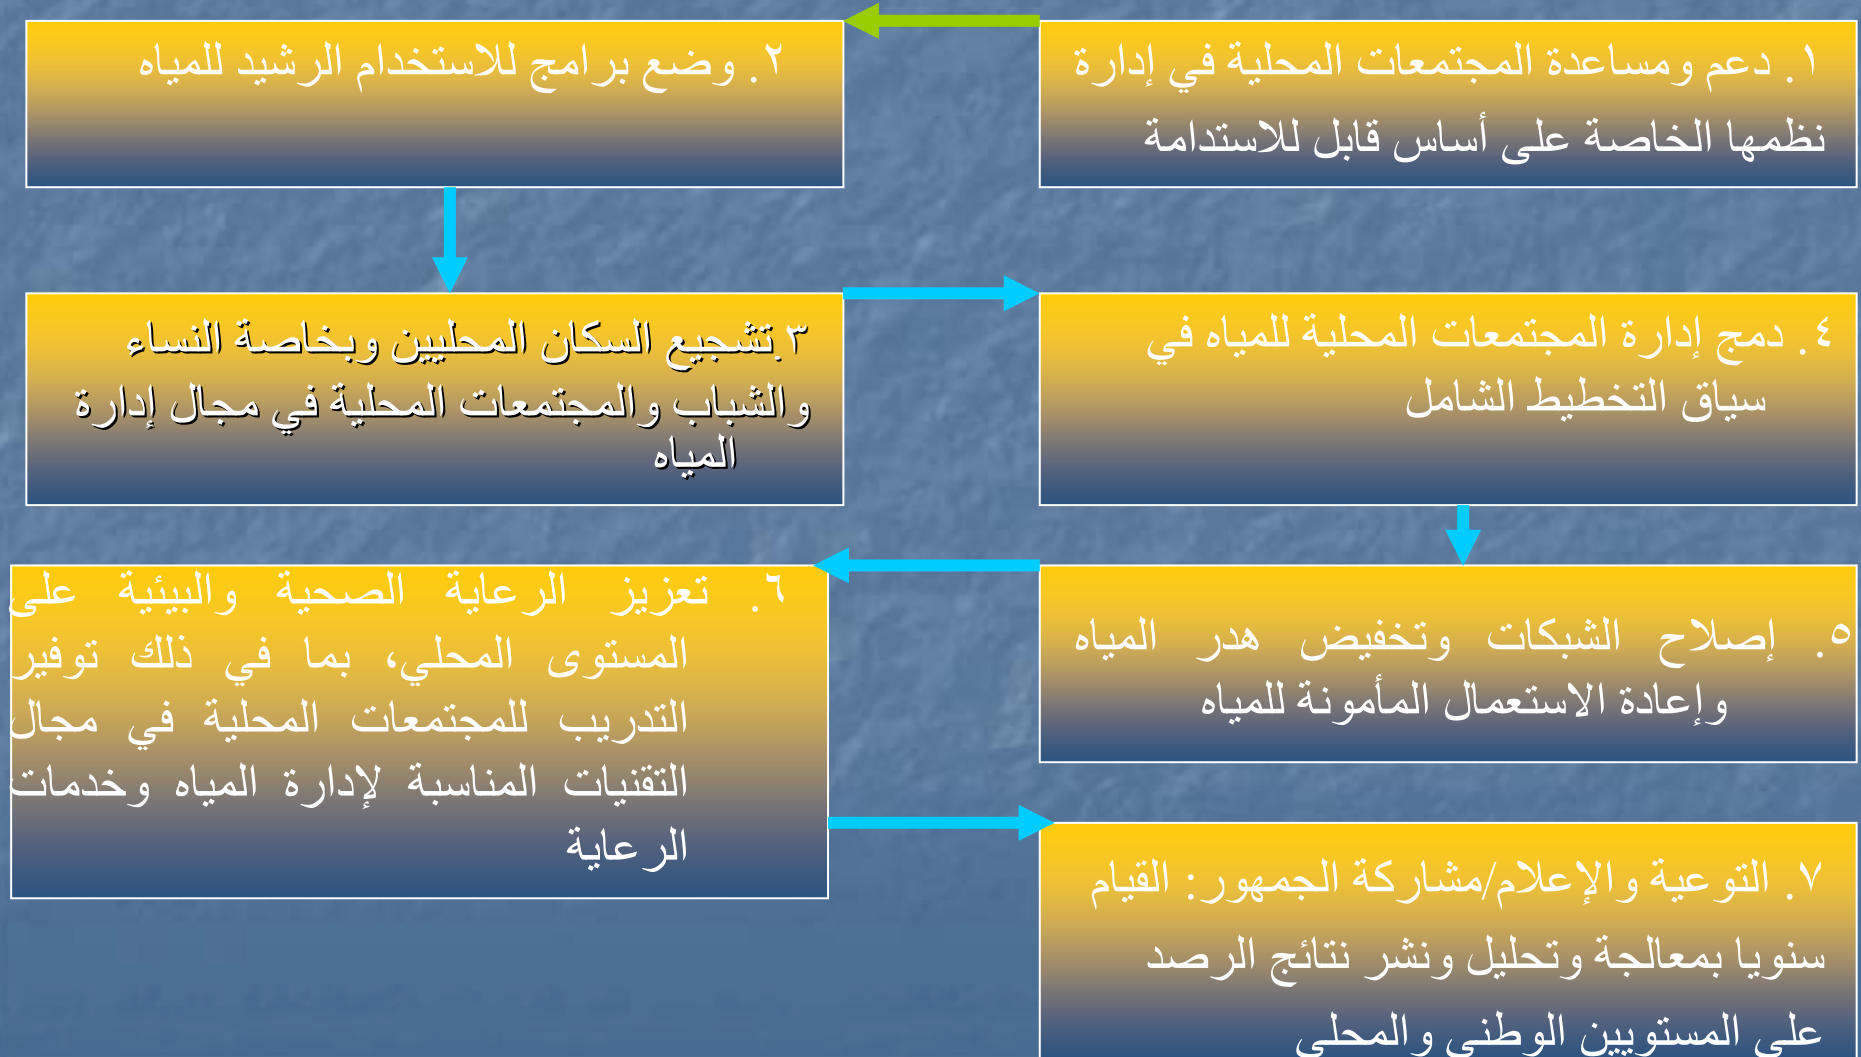 ١. دعم ومساعدة المجتمعات المحلية في إدارة
نظمها الخاصة على أساس قابل للاستدامة
٢. وضع برامج للاستخدام الرشيد للمياه
٣.تشجيع السكان المحليين وبخاصة النساء
والشباب والمجتمعات المحلية في مجال إدارة
المياه
٤. دمج إدارة المجتمعات المحلية للمياه في
سياق التخطيط الشامل
٥. إصلاح الشبكات وتخفيض هدر المياه
وإعادة الاستعمال المأمونة للمياه
٦. تعزيز الرعاية الصحية والبيئية على
المستوى المحلي، بما في ذلك توفير
التدريب للمجتمعات المحلية في مجال
التقنيات المناسبة لإدارة المياه وخدمات
الرعاية
٧. التوعية والإعلام/مشاركة الجمهور: القيام
سنويا بمعالجة وتحليل ونشر نتائج الرصد
على المستويين الوطني والمحلي